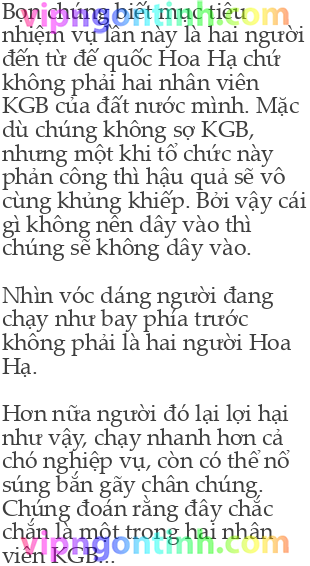 Bọn chúng biết mục tiêu
vipngontinh.com
nhiệm vụ lần này là hai người
đến từ đế quốc Hoa Hạ chứ
không phải hai nhân viên
KGB của đất nước mình. Mặc
dù chúng không sợ KGB,
nhưng một khi tổ chức này
phản công thì hậu quả sẽ vô
cùng khủng khiếp. Bởi vậy cái
gì không nên dây vào thì
chúng sẽ không dây vào.
Nhìn vóc dáng người đang
chạy như bay phía trước
không phải là hai người Hoa
Hạ.
Hơn nữa người đó lại lợi hại
như vậy, chạy nhanh hơn cả
chó nghiệp vụ, còn có thể nổ
súng bắn gãy chân chúng.
Chúng đoán rằng đây chắc
chắn là một trong hai nhân
vipngontinh.com
viên KGB...